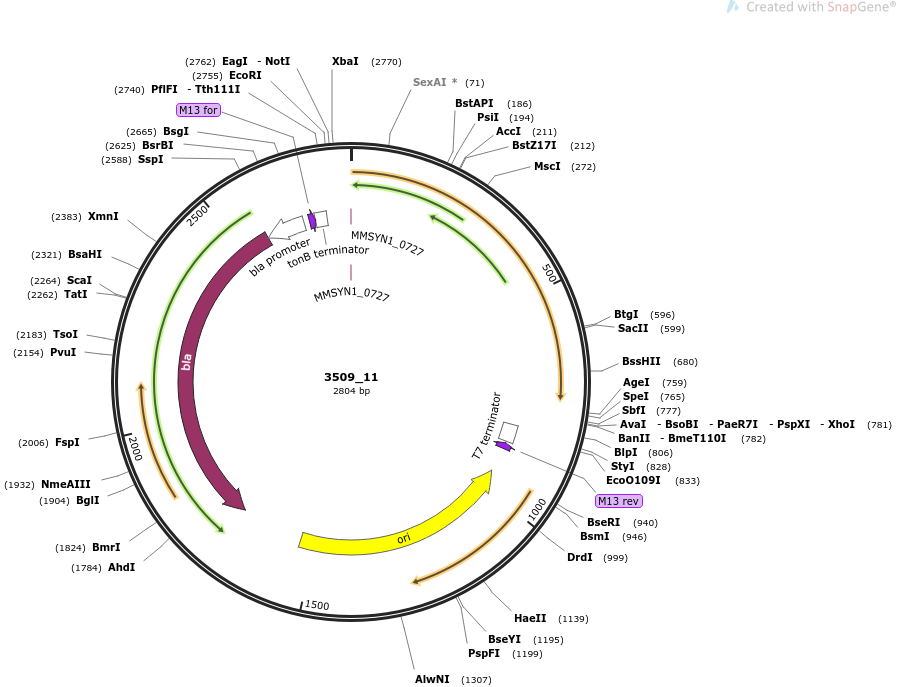 Created with SnapGene®
(2762) EagI - NotI
XbaI (2770)
(2755) EcoRI
SexAI * (71)
(2740) PflFI - Tth111I
BstAPI (186)
M13 for
PsiI (194)
(2665) BsgI
AccI (211)
(2625) BsrBI
BstZ17I (212)
(2588) SspI
MscI (272)
2500
(2383) XmnI
MMSYN1_0727
bla promoter
tonB terminator
(2321) BsaHI
500
(2264) ScaI
(2262) TatI
MMSYN1_0727
BtgI (596)
SacII (599)
(2183) TsoI
(2154) PvuI
bla
BssHII (680)
3509_11
2804 bp
AgeI (759)
SpeI (765)
SbfI (777)
AvaI - BsoBI - PaeR7I - PspXI - XhoI (781)
T7 terminator
BanII - BmeT110I (782)
(2006) FspI
2000
BlpI (806)
StyI (828)
EcoO109I (833)
(1932) NmeAIII
(1904) BglI
M13 rev
1000
BseRI (940)
BsmI (946)
ori
(1824) BmrI
DrdI (999)
(1784) AhdI
1500
HaeII (1139)
BseYI (1195)
PspFI (1199)
AlwNI (1307)